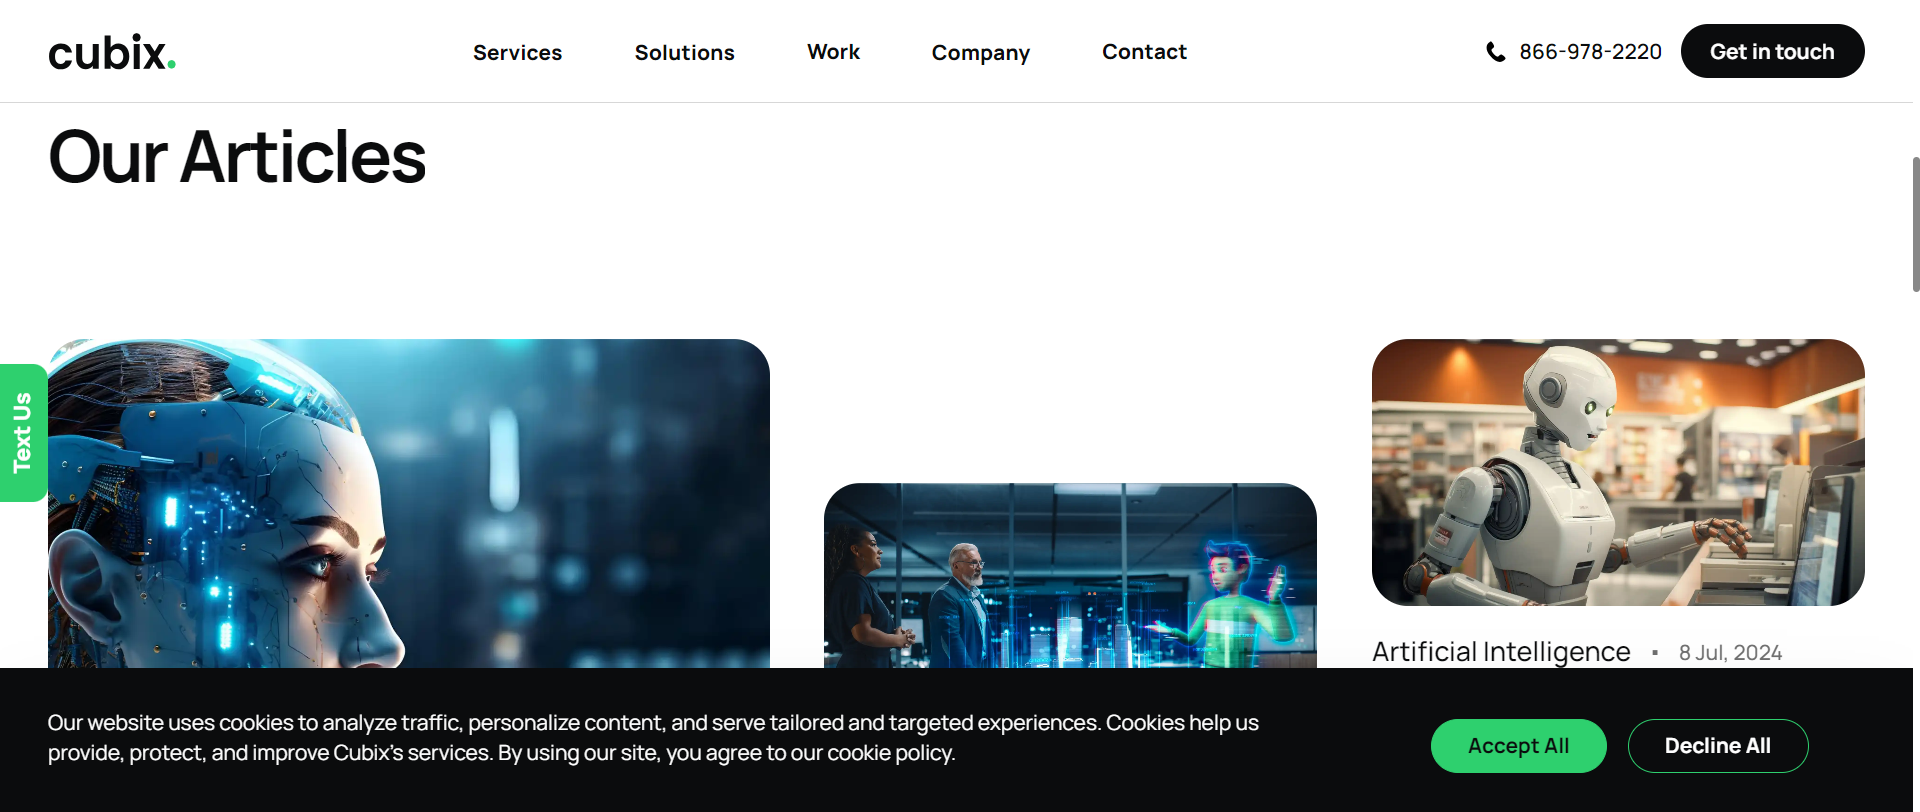 cubix.
Services
Solutions
Work
Company
Contact
866-978-2220
Get in touch
Our Articles
Text Us
Artificial Intelligence
8 Jul, 2024
Our website uses cookies to analyze traffic, personalize content, and serve tailored and targeted experiences. Cookies help us
provide, protect, and improve Cubix's services. By using our site, you agree to our cookie policy.
Accept All
Decline All